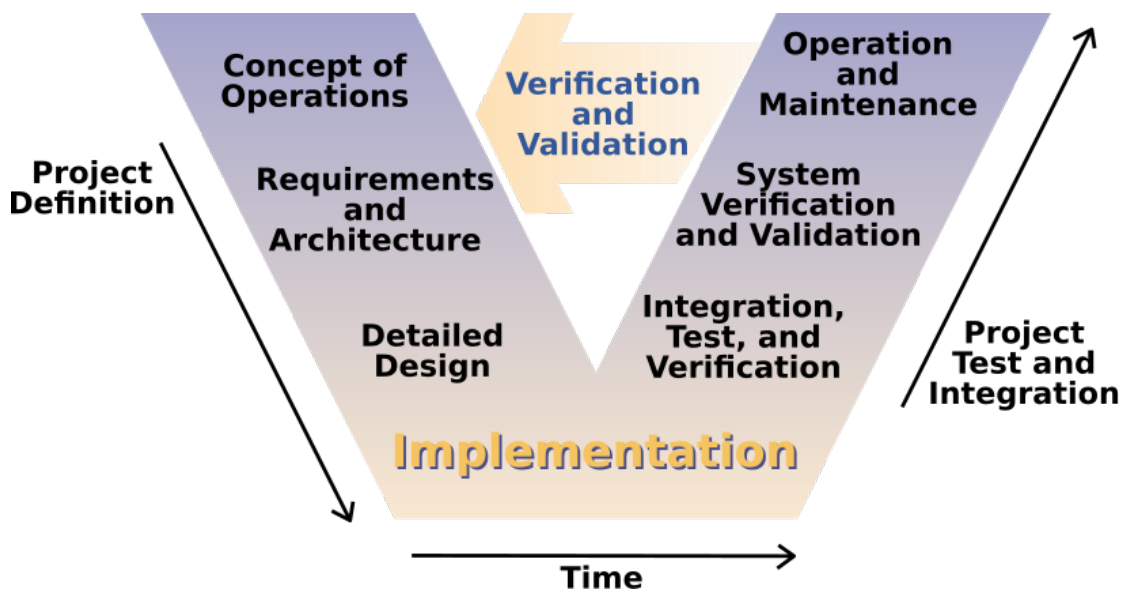 Concept of
Operations
Verification
and
Validation
Operation
and
Maintenance
Project
Definition
Requirements
and
Architecture
System
Verification
and Validation
Detailed
Design
Integration,
Test, and
Verification
Project
Test and
Integration
Implementation
Time